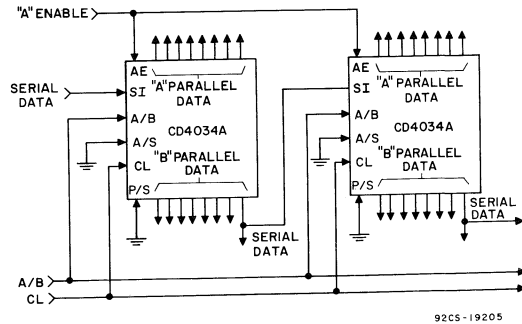 "A" ENABLE
AE
SERIAL
DATA
SI
"A" PARALLEL
DATA
A/B
CD4034A
A/S
CL
"B" PARALLEL
DATA
P/S
SERIAL
DATA
AE
SI
"A" PARALLEL
DATA
A/B
CD4034A
A/S
CL
"B" PARALLEL
DATA
P/S
SERIAL
DATA
A/B
CL
92CS-19205